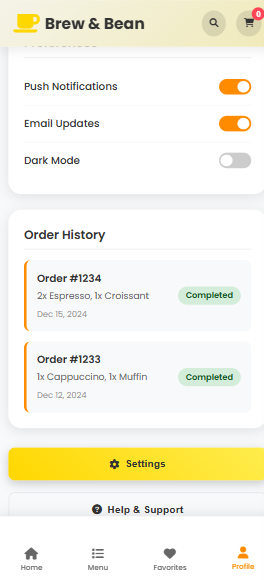 Brew & Bean
0
Preferences
Push Notifications
Email Updates
Dark Mode
Order History
Order #1234
2x Espresso, 1x Croissant
Completed
Dec 15, 2024
Order #1233
1x Cappuccino, 1x Muffin
Completed
Dec 12, 2024
Settings
Help & Support
Home
Menu
Favorites
Profile